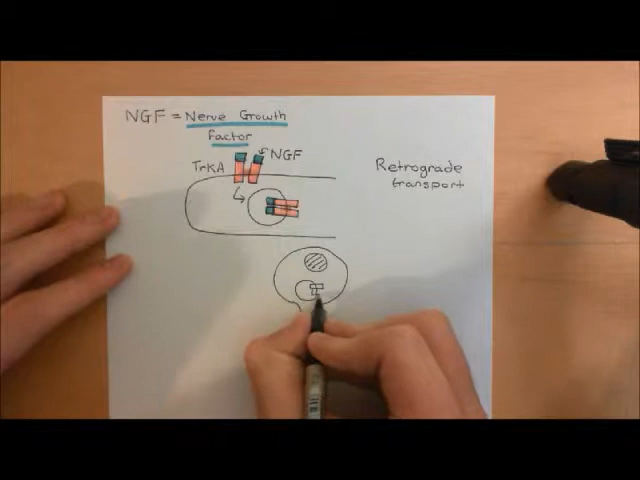 NGF = Nerve Growth
Factor
TrKA
NGF
Retrograde
transport